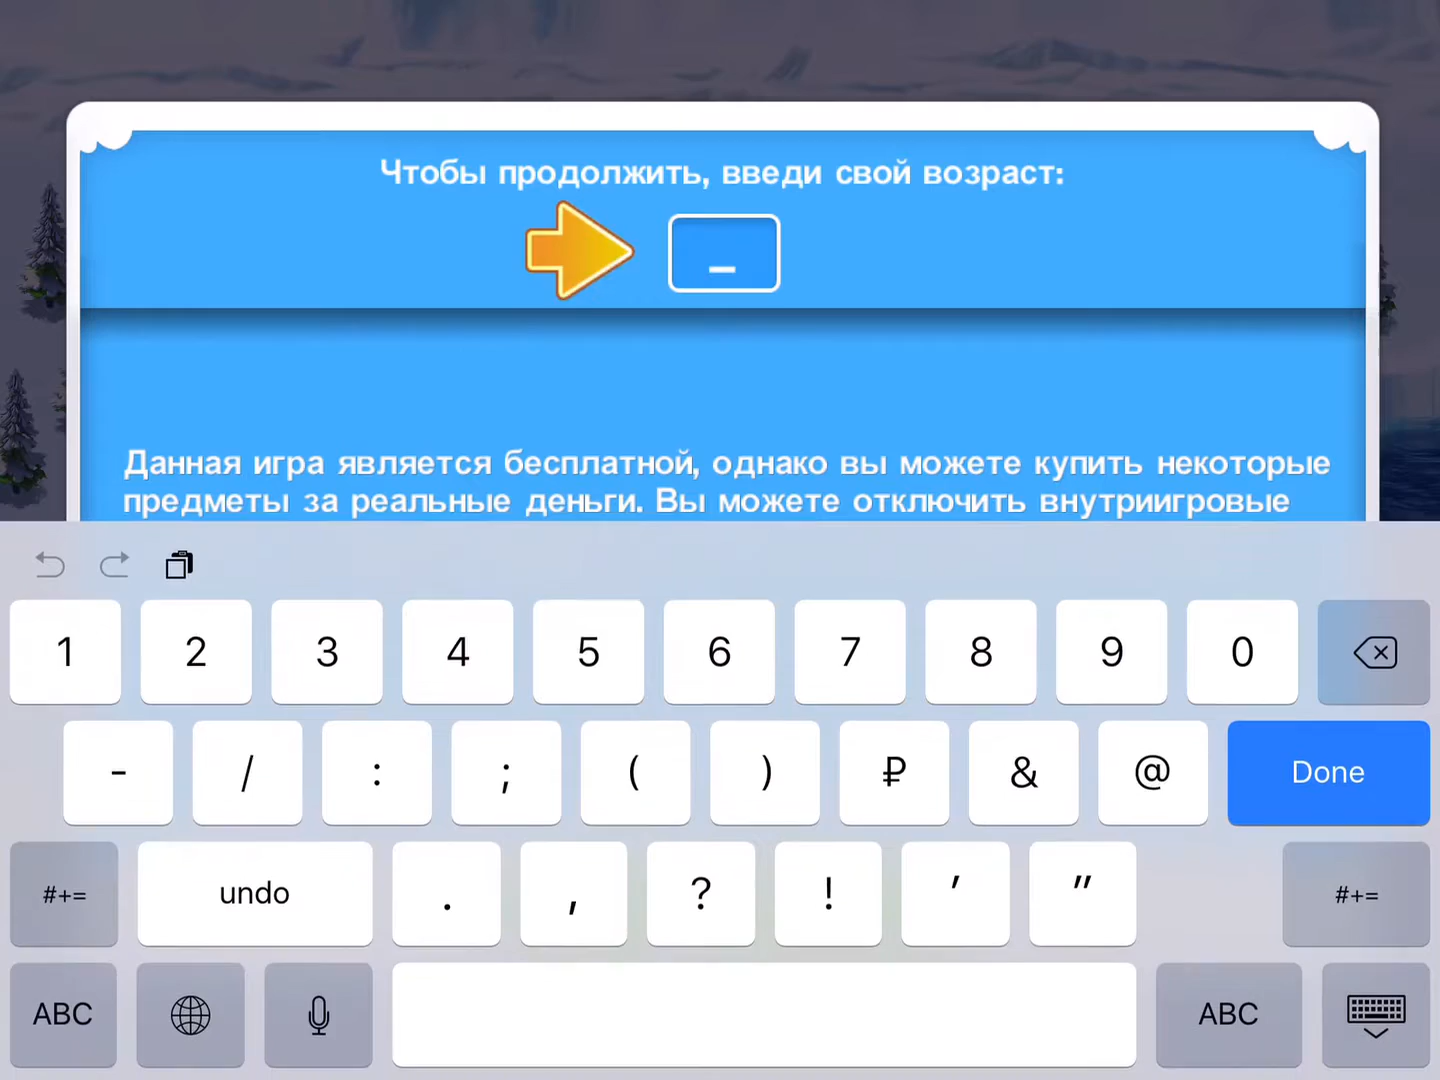 Чтобы продолжить, введи свой возраст:
_
Данная игра является бесплатной, однако вы можете купить некоторые
предметы за реальные деньги. Вы можете отключить внутриигровые
1 2 3 4 5 6 7 8 9 0
- / : ; ( ) ₽ & @ Done
#+= undo . , ? ! ' " #+=
ABC ABC